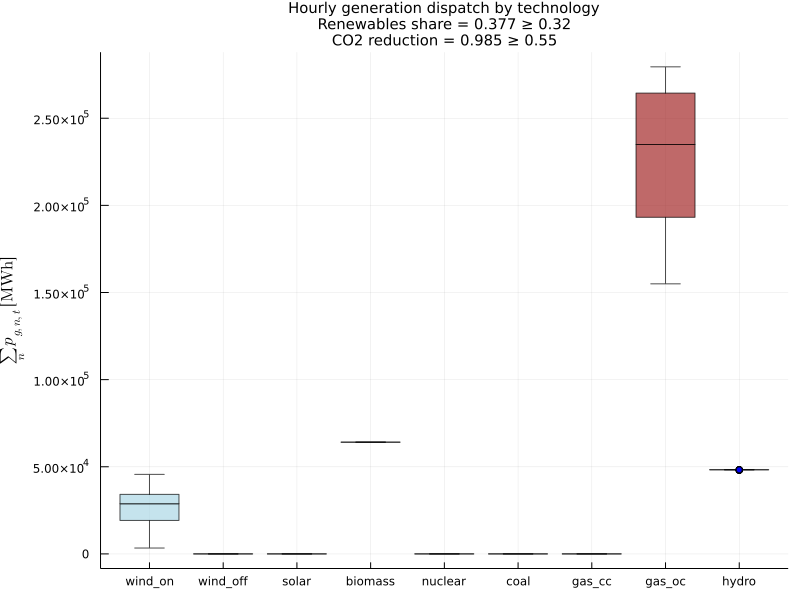 Hourly generation dispatch by technology
Renewables share = 0.377 ≥ 0.32
CO2 reduction = 0.985 ≥ 0.55
∑ₙ p_{g,n,t} [MWh]
2.50×10⁵
2.00×10⁵
1.50×10⁵
1.00×10⁵
5.00×10⁴
0
wind_on wind_off solar biomass nuclear coal gas_cc gas_oc hydro